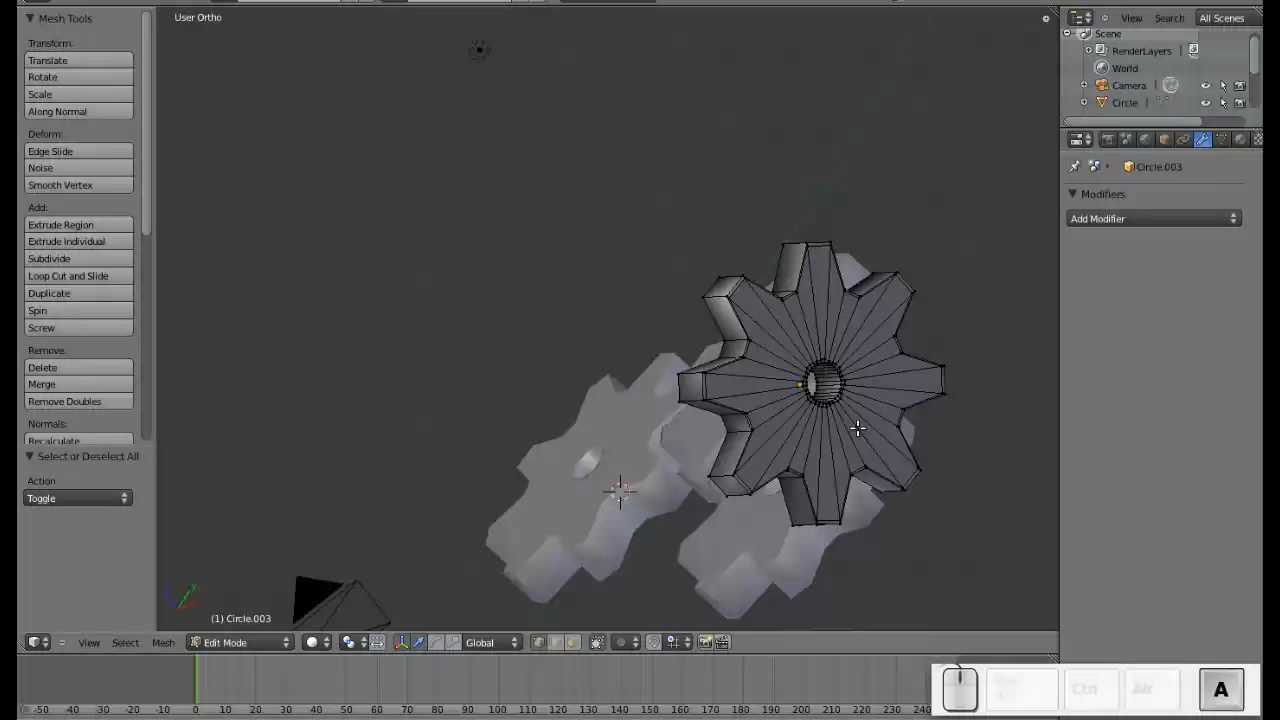 Mesh Tools
Transform:
Translate
Rotate
Scale
Along Normal
Deform:
Edge Slide
Noise
Smooth Vertex
Add:
Extrude Region
Extrude Individual
Subdivide
Loop Cut and Slide
Duplicate
Spin
Screw
Remove:
Delete
Merge
Remove Doubles
Normals:
Recalculate
Select or Deselect All
Action
Toggle
User Ortho
(1) Circle.003
View Select Mesh Edit Mode Global
-50 -40 -30 -20 -10 0 10 20 30 40 50 60 70 80 90 100 110 120 130 140 150 160 170 180 190 200 210 220 230 240
View Search All Scenes
Scene
RenderLayers
World
Camera
Circle
Circle.003
Modifiers
Add Modifier
Ctrl Alt A